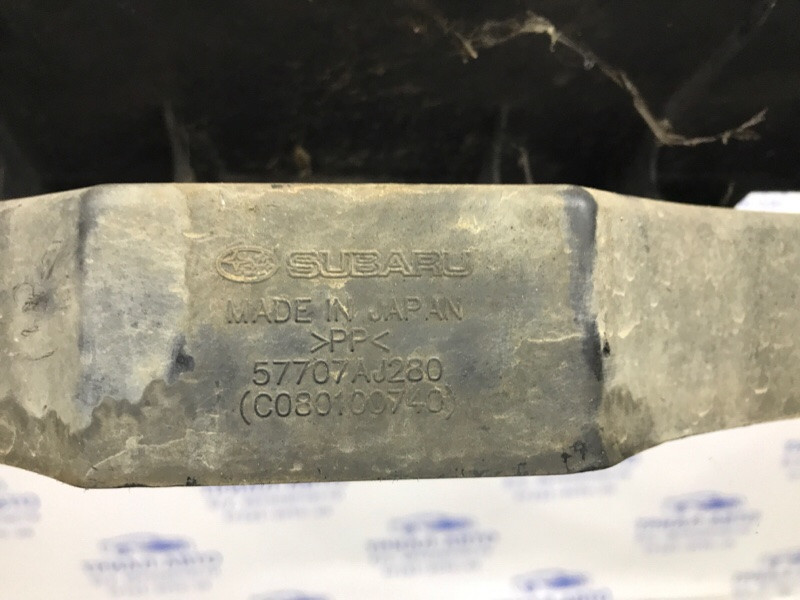 SUBARU
MADE IN JAPAN
>PP<
57707AJ280
(C080100740)